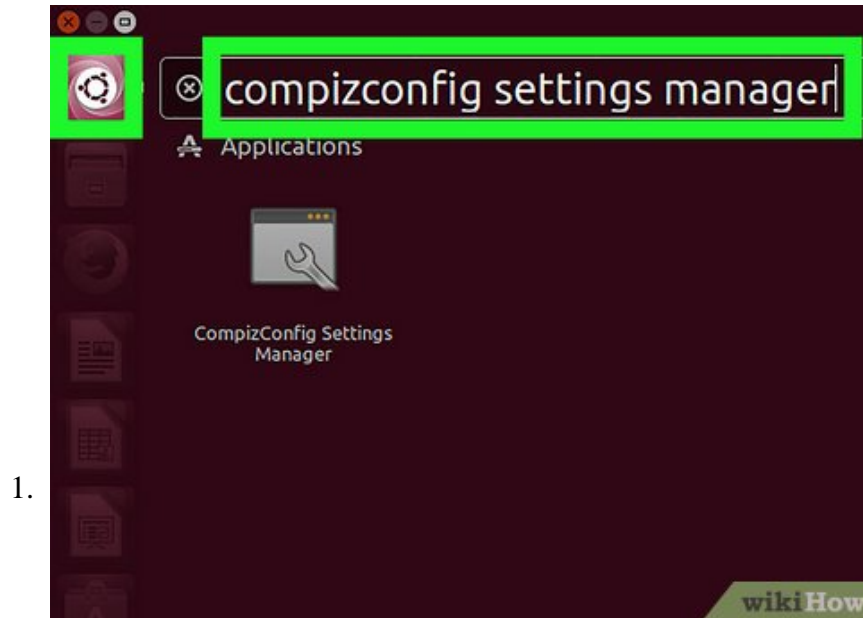 compizconfig settings manager
Applications
CompizConfig Settings
Manager
1.
wikiHow